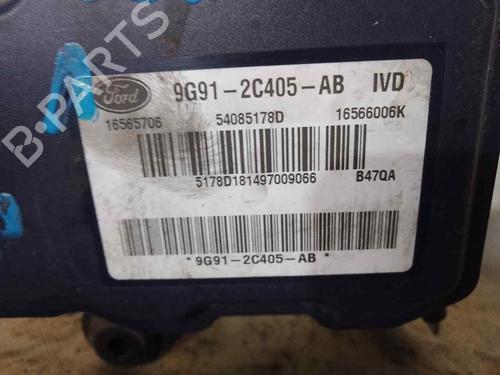 B-PARTS
Ford 9G91-2C405-AB IVD
16565706 54085178D 16566006K
5178D181497009066 B47QA
*9G91-2C405-AB*